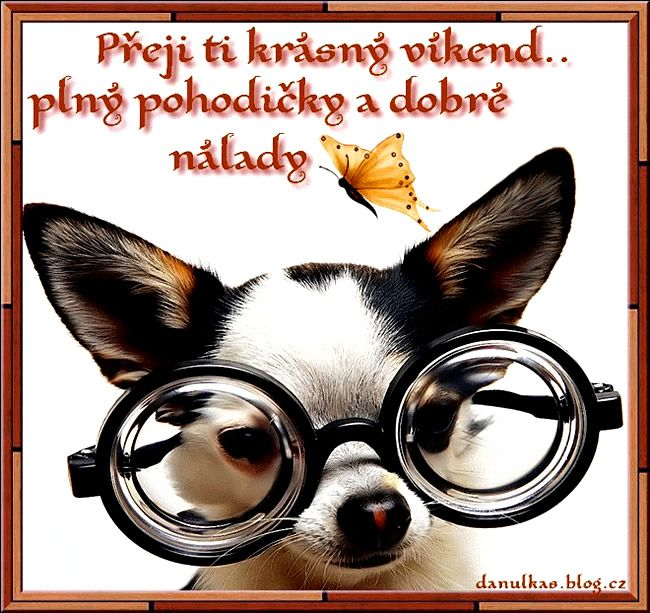 Přeji ti krásný víkend..
plný pohodičky a dobré
nálady
danulkas.blog.cz